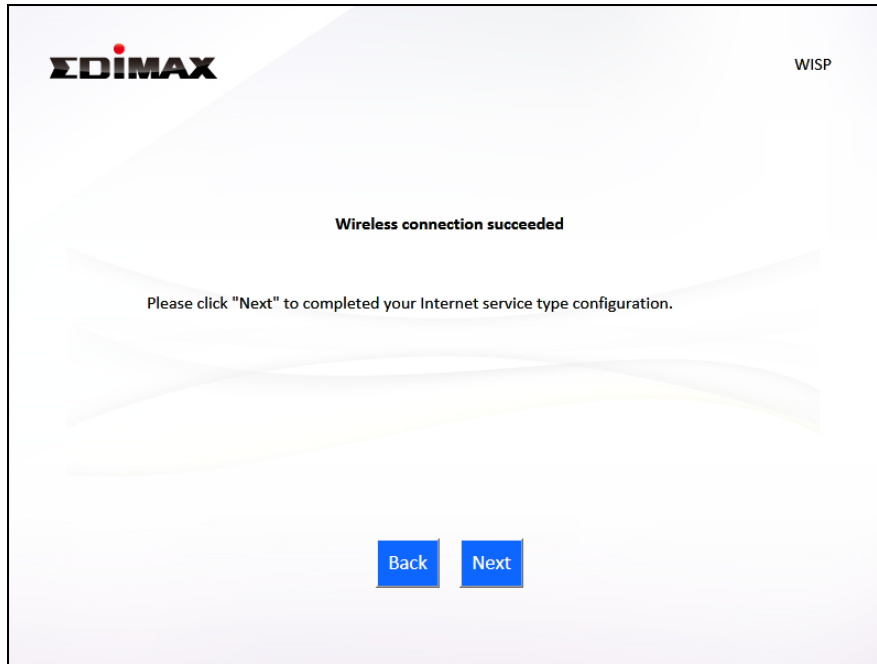 EDIMAX
WISP
Wireless connection succeeded
Please click "Next" to completed your Internet service type configuration.
Back
Next